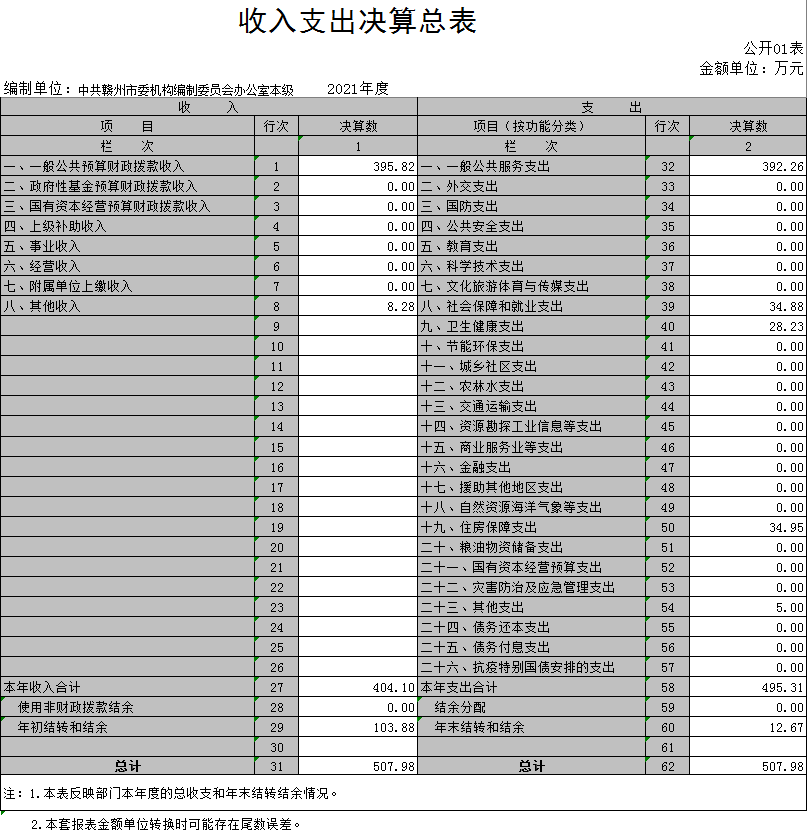 收入支出决算总表
公开01表
金额单位：万元
编制单位：中共赣州市委机构编制委员会办公室本级 2021年度
收 入 支 出
项 目 行次 决算数 项目（按功能分类） 行次 决算数
栏 次 1 栏 次 2
一、一般公共预算财政拨款收入 1 395.82 一、一般公共服务支出 32 392.26
二、政府性基金预算财政拨款收入 2 0.00 二、外交支出 33 0.00
三、国有资本经营预算财政拨款收入 3 0.00 三、国防支出 34 0.00
四、上级补助收入 4 0.00 四、公共安全支出 35 0.00
五、事业收入 5 0.00 五、教育支出 36 0.00
六、经营收入 6 0.00 六、科学技术支出 37 0.00
七、附属单位上缴收入 7 0.00 七、文化旅游体育与传媒支出 38 0.00
八、其他收入 8 8.28 八、社会保障和就业支出 39 34.88
9 九、卫生健康支出 40 28.23
10 十、节能环保支出 41 0.00
11 十一、城乡社区支出 42 0.00
12 十二、农林水支出 43 0.00
13 十三、交通运输支出 44 0.00
14 十四、资源勘探工业信息等支出 45 0.00
15 十五、商业服务业等支出 46 0.00
16 十六、金融支出 47 0.00
17 十七、援助其他地区支出 48 0.00
18 十八、自然资源海洋气象等支出 49 0.00
19 十九、住房保障支出 50 34.95
20 二十、粮油物资储备支出 51 0.00
21 二十一、国有资本经营预算支出 52 0.00
22 二十二、灾害防治及应急管理支出 53 0.00
23 二十三、其他支出 54 5.00
24 二十四、债务还本支出 55 0.00
25 二十五、债务付息支出 56 0.00
26 二十六、抗疫特别国债安排的支出 57 0.00
本年收入合计 27 404.10 本年支出合计 58 495.31
使用非财政拨款结余 28 0.00 结余分配 59 0.00
年初结转和结余 29 103.88 年末结转和结余 60 12.67
30 61
总计 31 507.98 总计 62 507.98
注：1.本表反映部门本年度的总收支和年末结转结余情况。
2.本套报表金额单位转换时可能存在尾数误差。